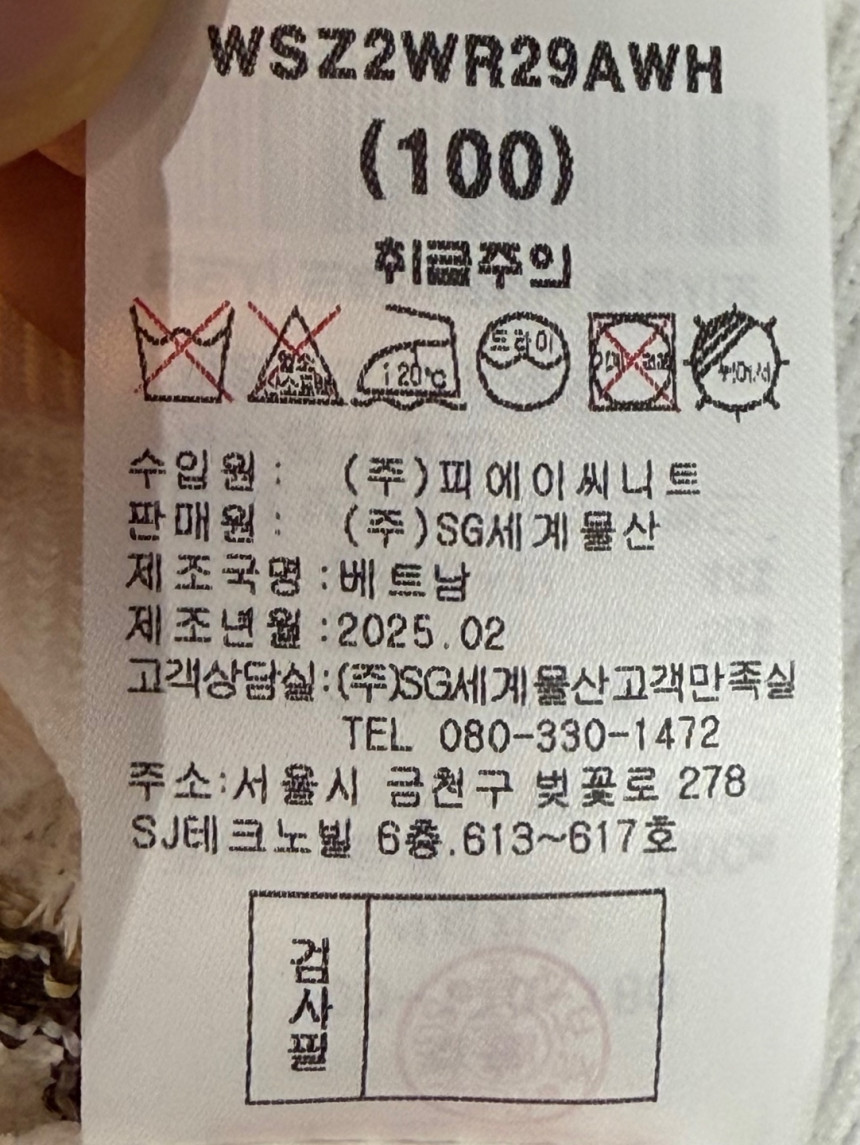 WSZ2WR29AWH
(100)
취급주의
염소 120℃ 드라이
수입원 : (주)피에이씨니트
판매원 : (주)SG세계물산
제조국명 :베트남
제조년월 :2025.02
고객상담실:(주)SG세계물산고객만족실
TEL 080-330-1472
주소:서울시 금천구 벚꽃로 278
SJ테크노빌 6층.613~617호
검사필